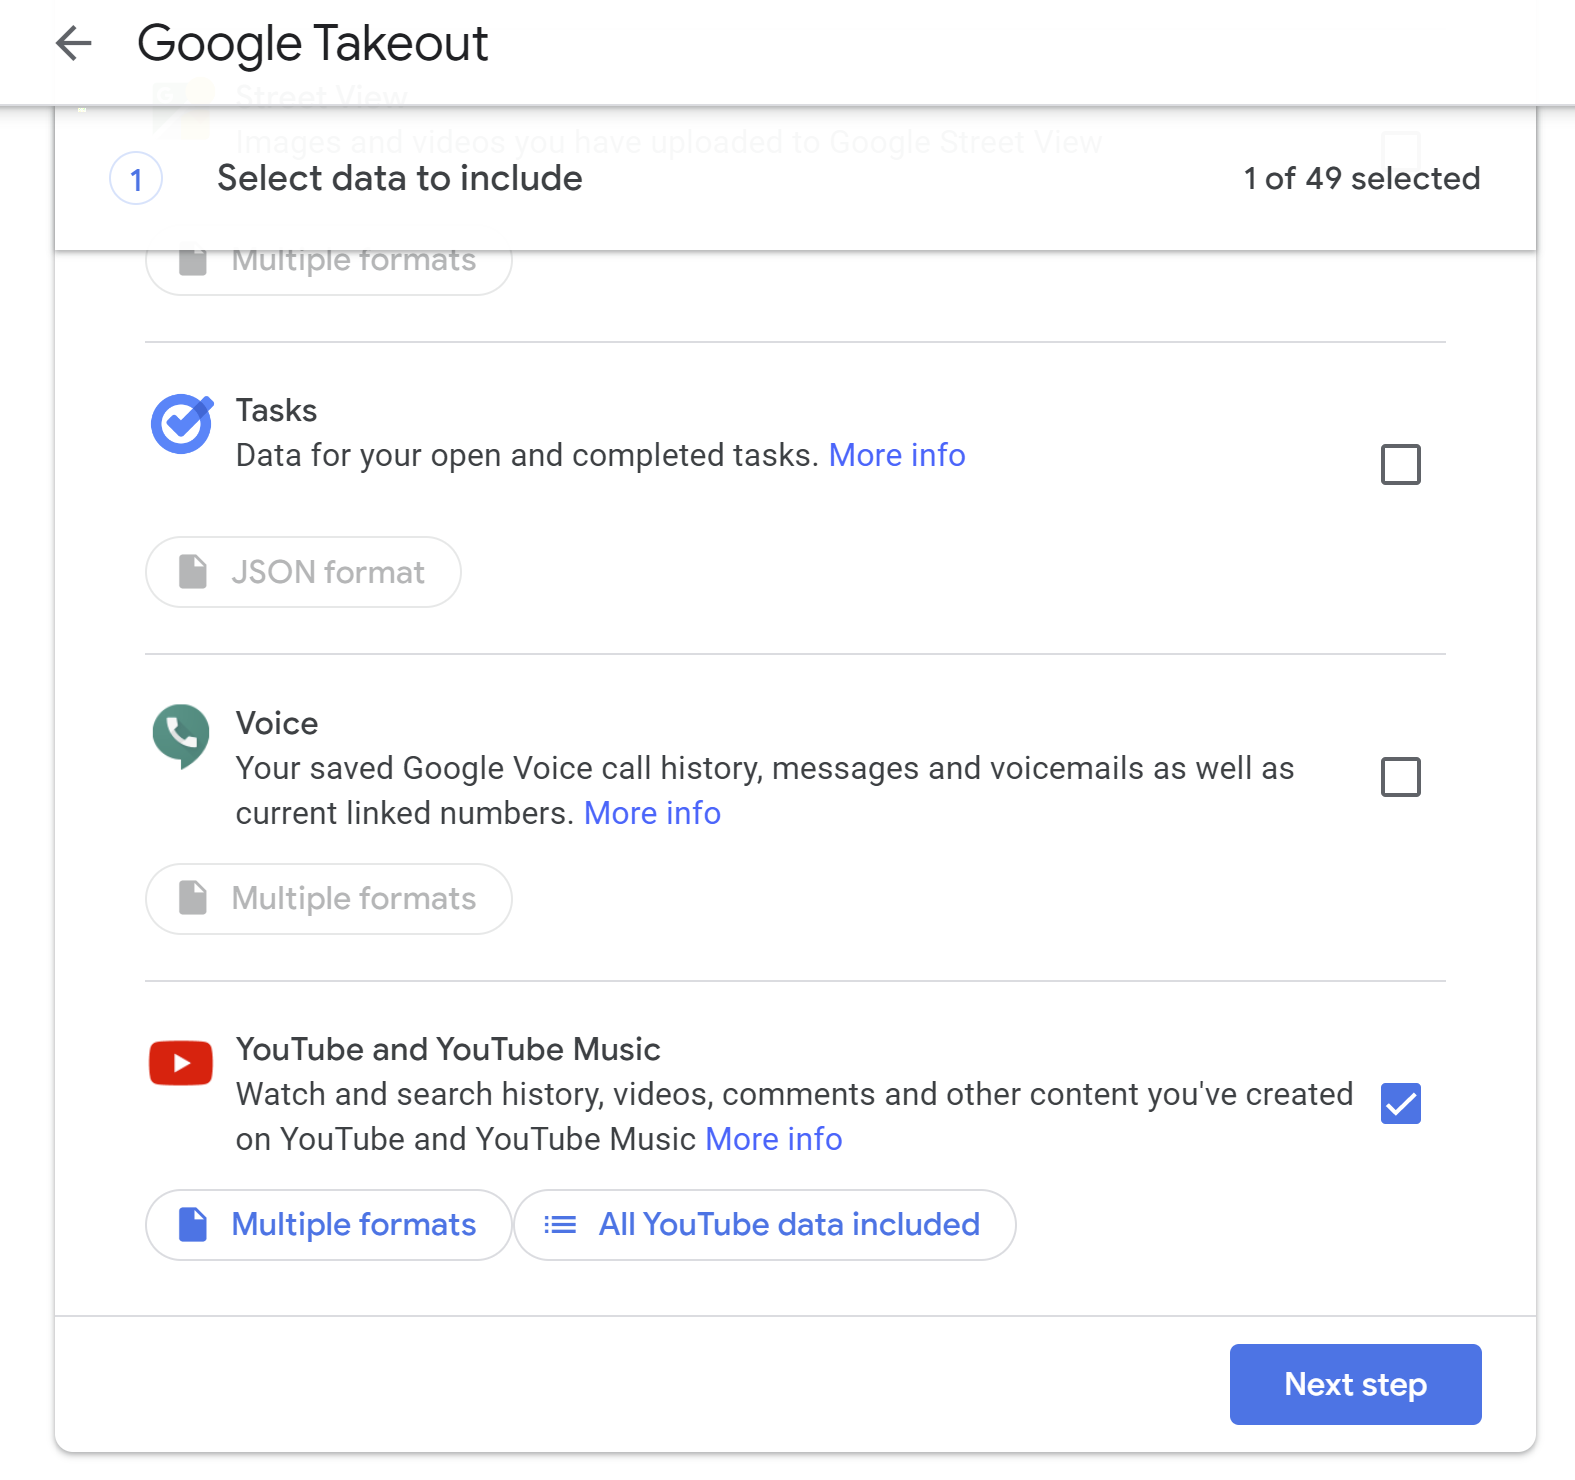 Google Takeout
Street View
Images and videos you have uploaded to Google Street View
1 Select data to include 1 of 49 selected
Multiple formats
Tasks
Data for your open and completed tasks. More info
JSON format
Voice
Your saved Google Voice call history, messages and voicemails as well as
current linked numbers. More info
Multiple formats
YouTube and YouTube Music
Watch and search history, videos, comments and other content you've created
on YouTube and YouTube Music More info
Multiple formats All YouTube data included
Next step